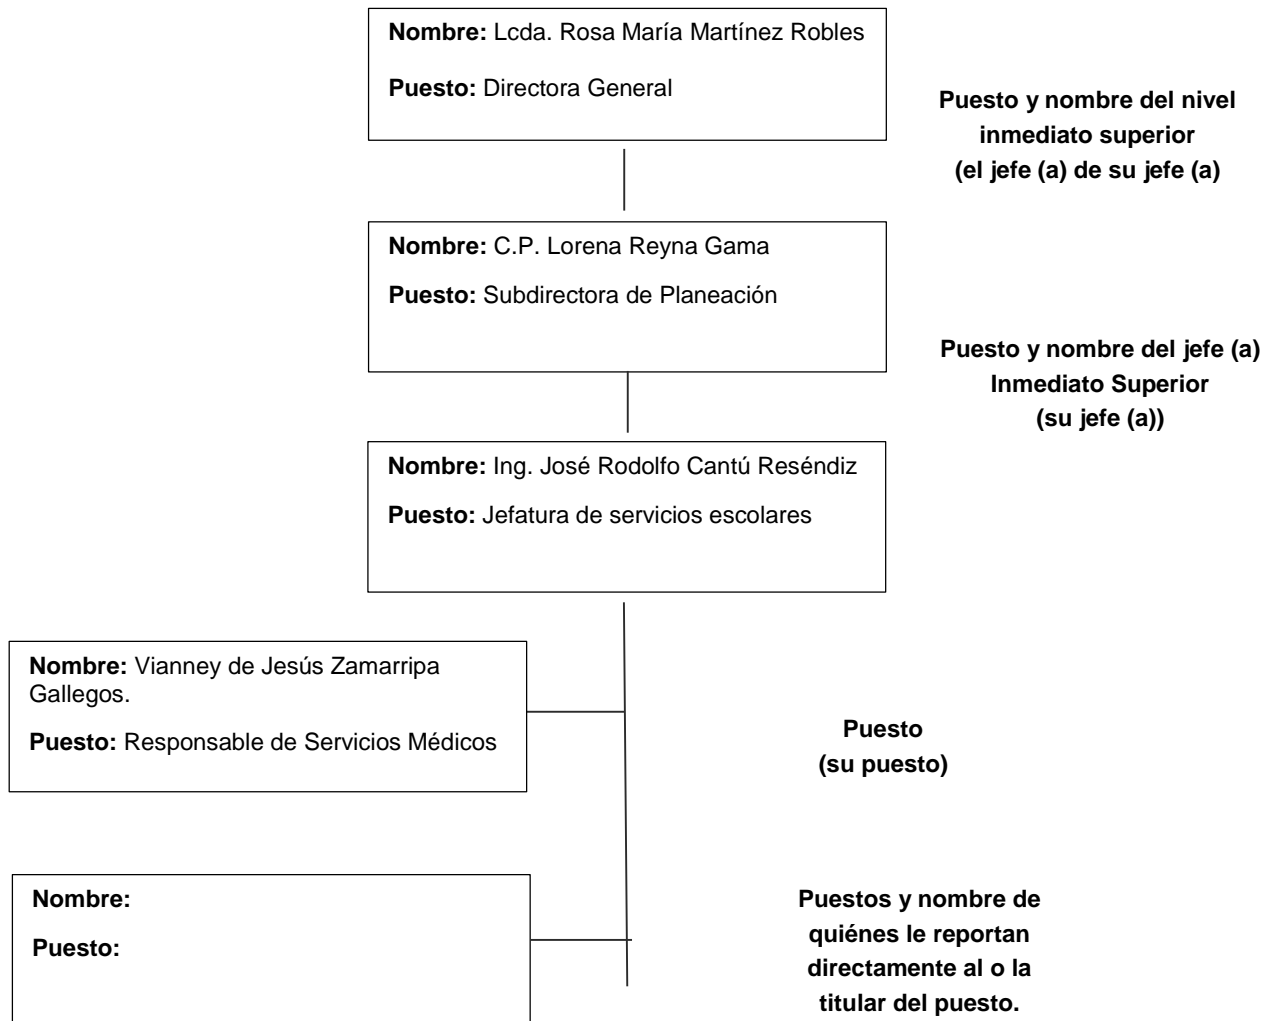 Nombre: Lcda. Rosa María Martínez Robles
Puesto: Directora General
Puesto y nombre del nivel
inmediato superior
(el jefe (a) de su jefe (a)
Nombre: C.P. Lorena Reyna Gama
Puesto: Subdirectora de Planeación
Puesto y nombre del jefe (a)
Inmediato Superior
(su jefe (a))
Nombre: Ing. José Rodolfo Cantú Reséndiz
Puesto: Jefatura de servicios escolares
Nombre: Vianney de Jesús Zamarripa
Gallegos.
Puesto: Responsable de Servicios Médicos
Puesto
(su puesto)
Nombre:
Puesto:
Puestos y nombre de
quiénes le reportan
directamente al o la
titular del puesto.